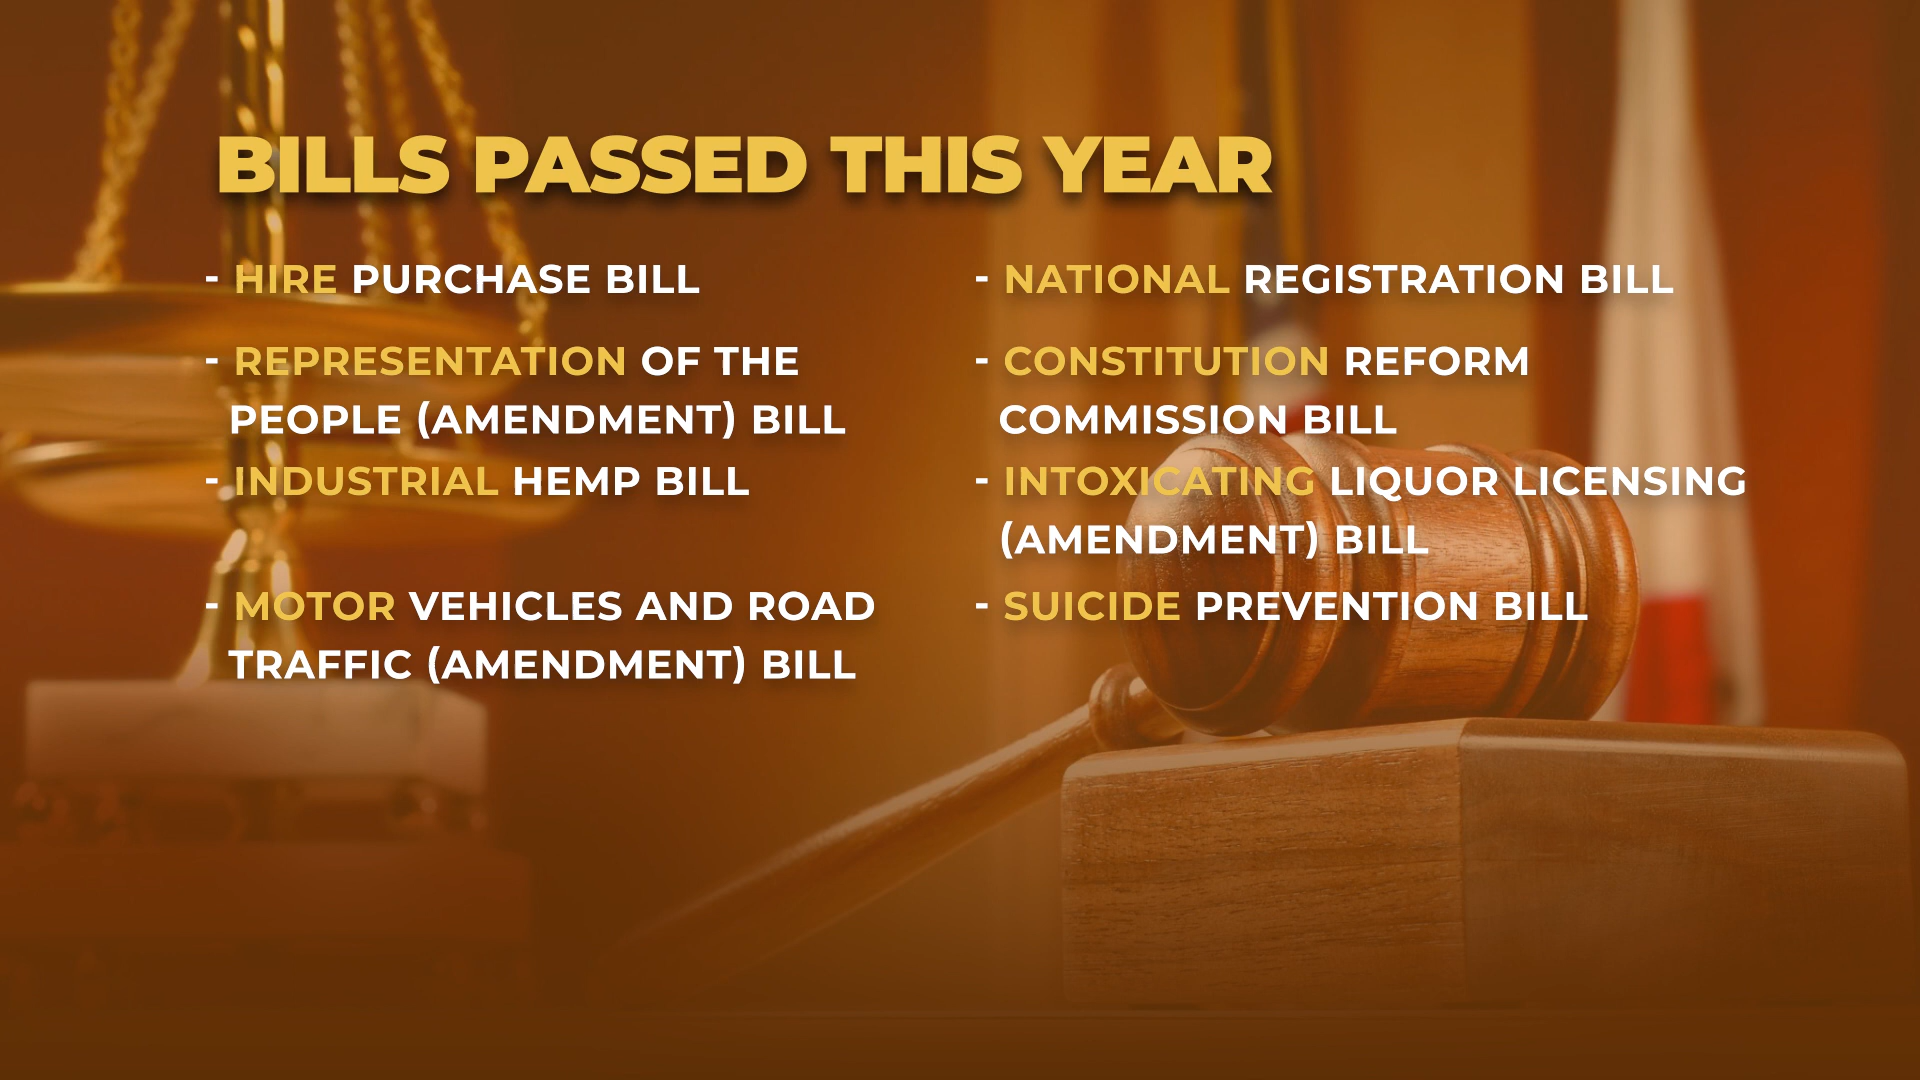 BILLS PASSED THIS YEAR
- HIRE PURCHASE BILL
- REPRESENTATION OF THE
PEOPLE (AMENDMENT) BILL
- INDUSTRIAL HEMP BILL
- MOTOR VEHICLES AND ROAD
TRAFFIC (AMENDMENT) BILL
- NATIONAL REGISTRATION BILL
- CONSTITUTION REFORM
COMMISSION BILL
- INTOXICATING LIQUOR LICENSING
(AMENDMENT) BILL
- SUICIDE PREVENTION BILL